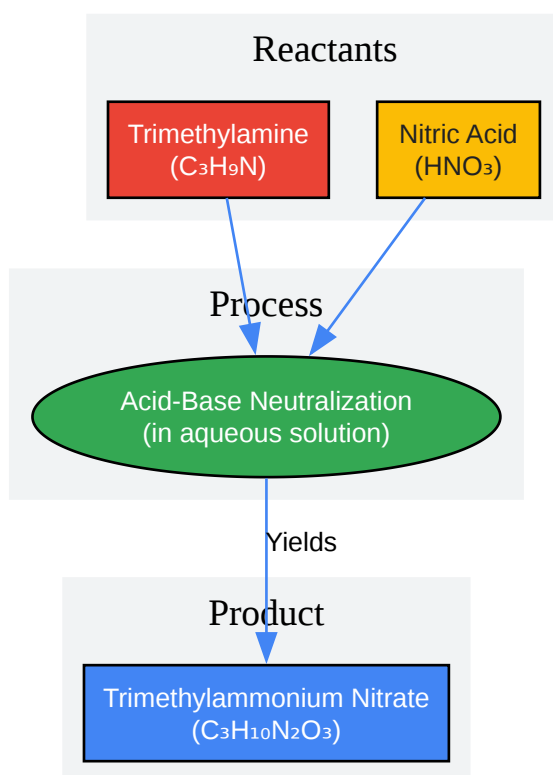 Reactants
Trimethylamine
(C₃H₉N)
Nitric Acid
(HNO₃)
Process
Acid-Base Neutralization
(in aqueous solution)
Yields
Product
Trimethylammonium Nitrate
(C₃H₁₀N₂O₃)